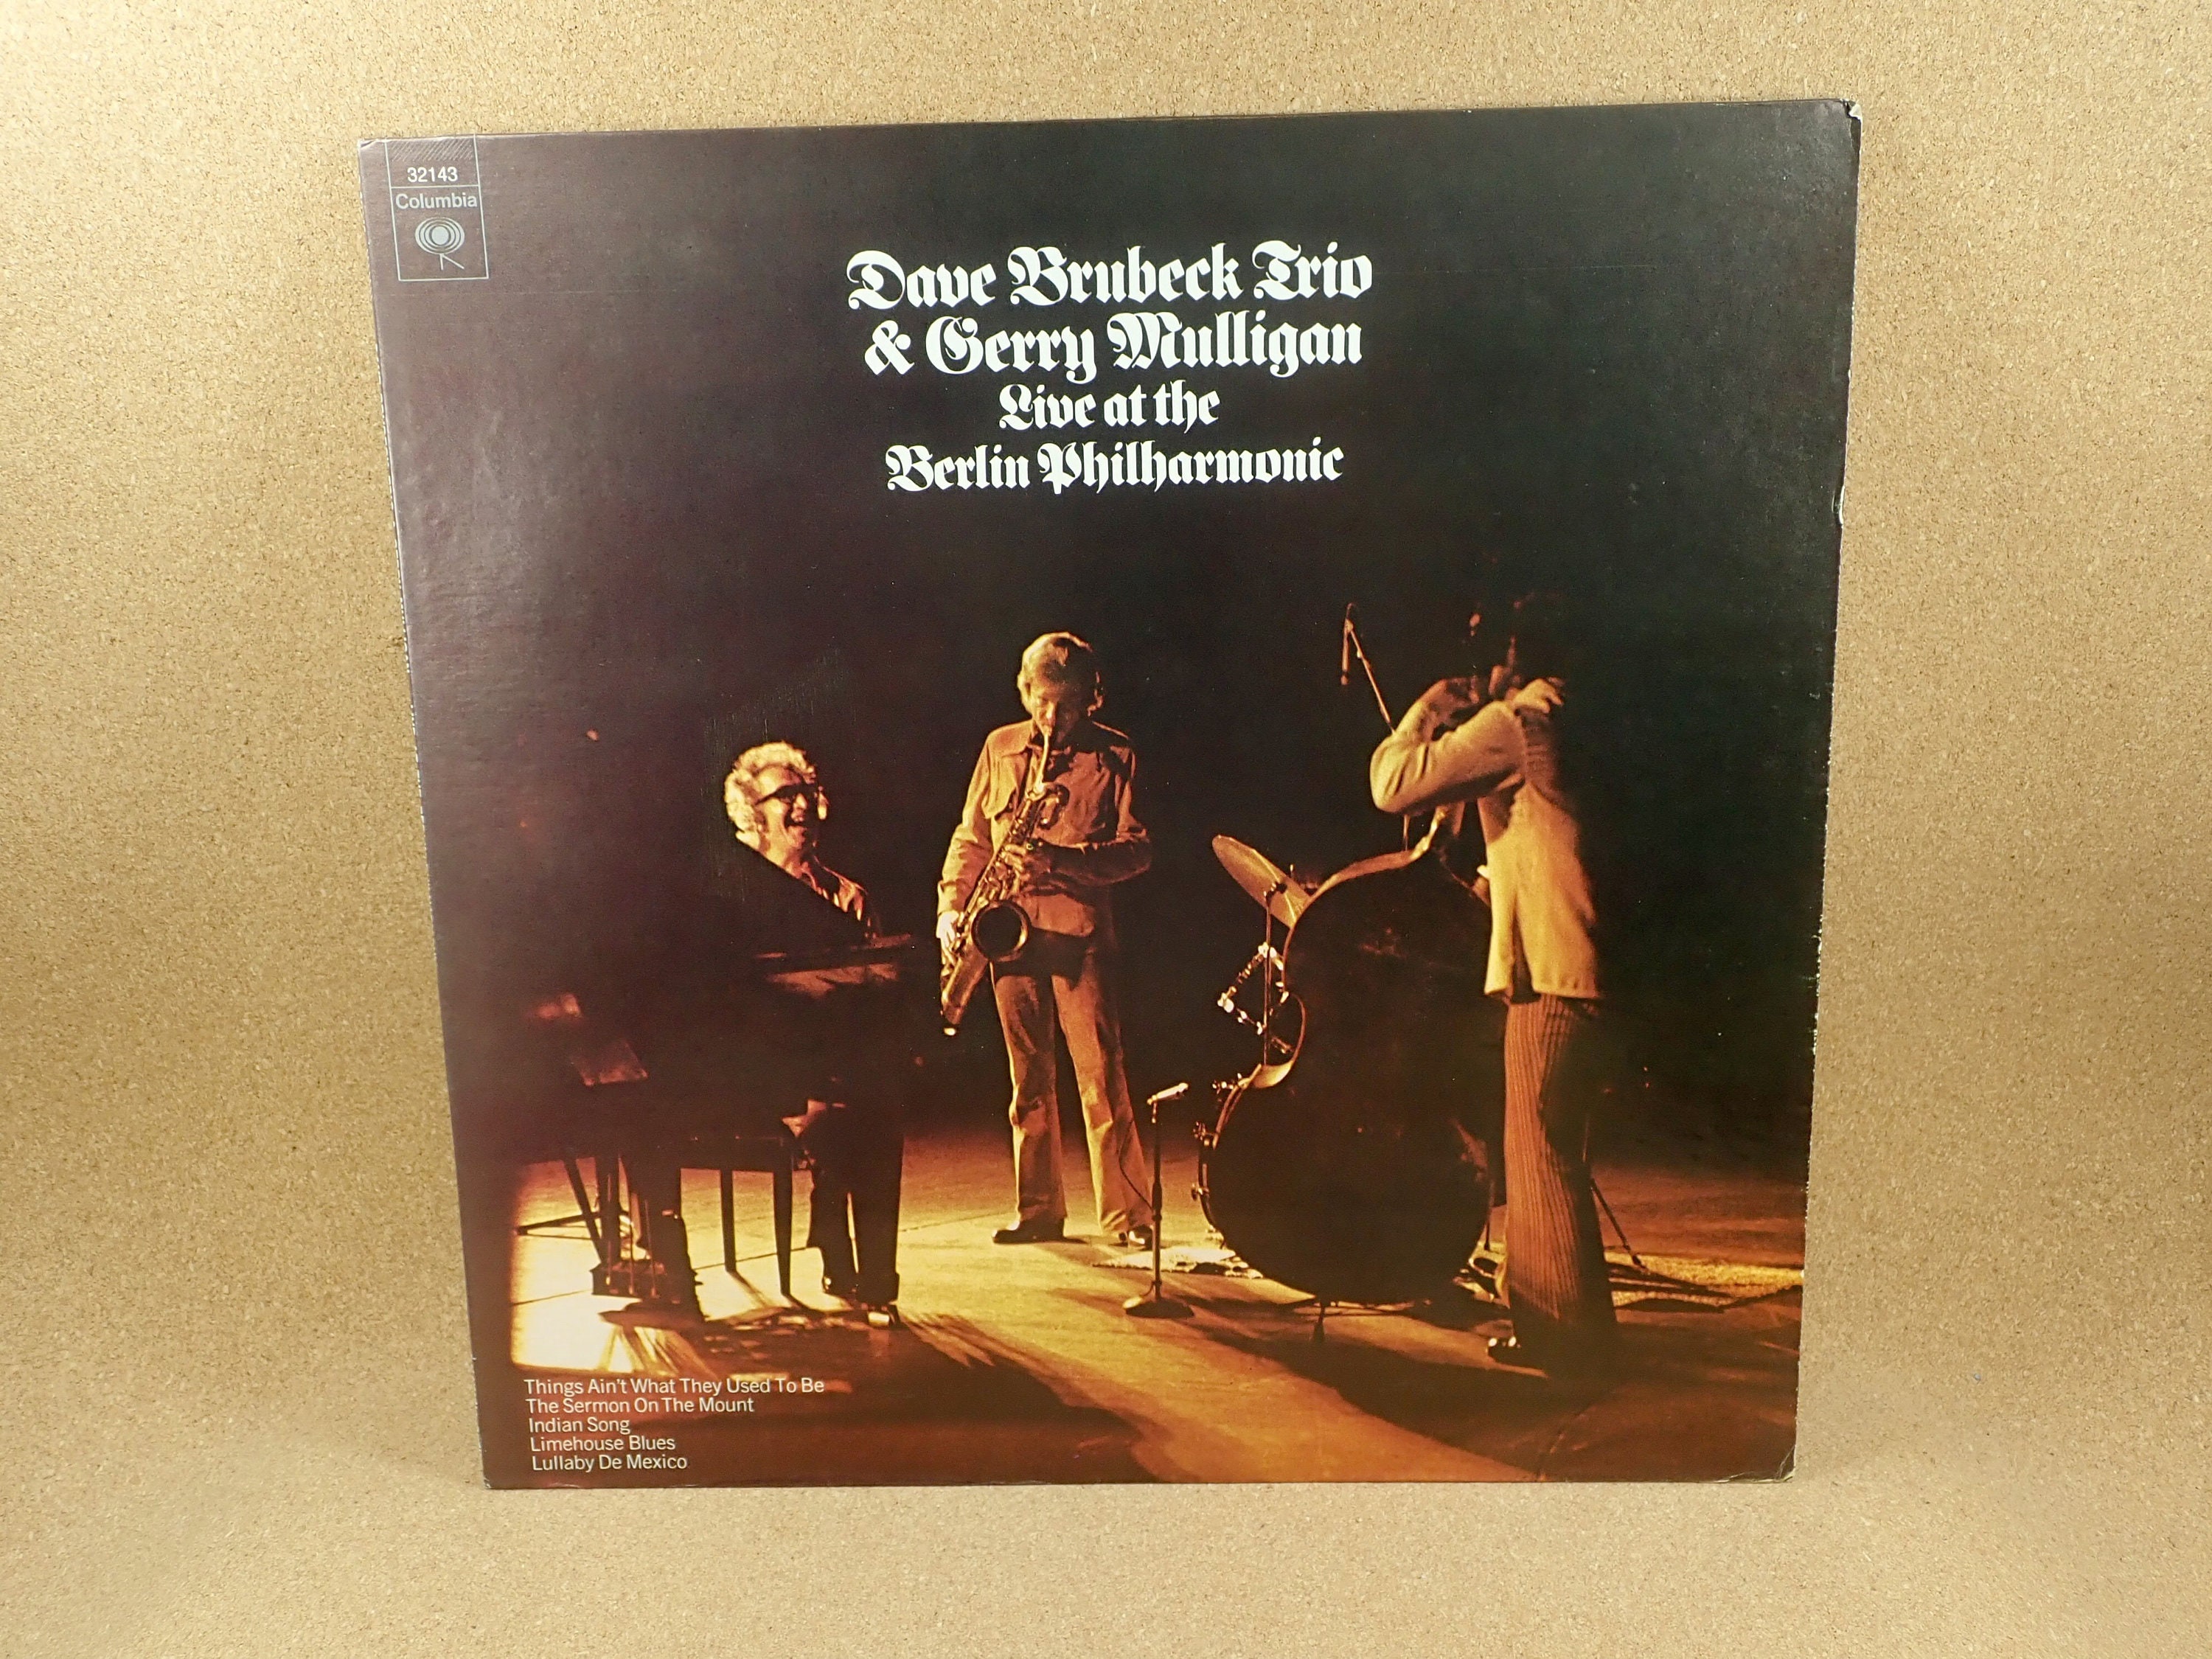 32143
Columbia
Dave Brubeck Trio
& Gerry Mulligan
Live at the
Berlin Philharmonic
Things Ain't What They Used To Be
The Sermon On The Mount
Indian Song
Limehouse Blues
Lullaby De Mexico